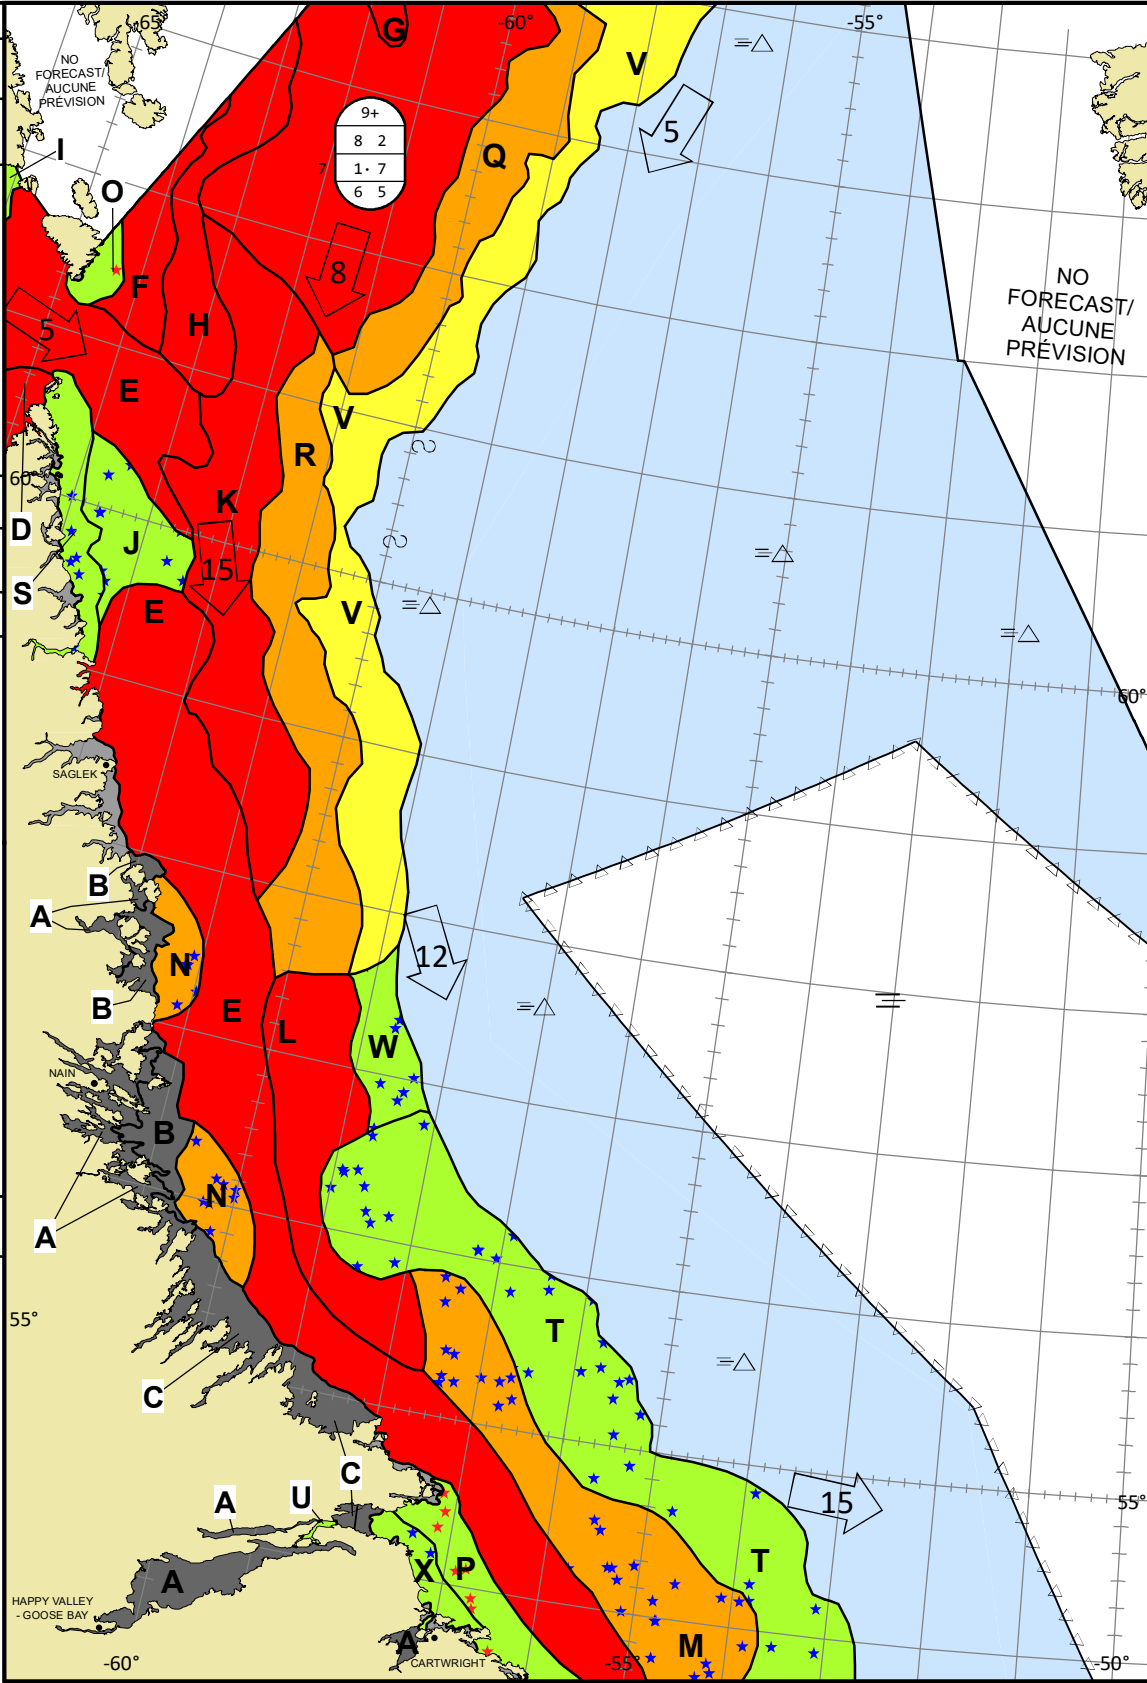 -65°
-60°
-55°
G
V
NO
FORECAST/
AUCUNE
PRÉVISION
9+
8 2
7
1· 7
6 5
5
I
Q
O
F
8
NO
FORECAST/
AUCUNE
PRÉVISION
H
5
E
V
R
60°
K
D
J
15
S
E
V
60°
SAGLEK
B
A
N
12
B
E
L
W
NAIN
B
N
A
55°
T
C
C
U
A
15
55°
A
X
P
T
HAPPY VALLEY
- GOOSE BAY
A
M
CARTWRIGHT
-60°
-55°
-50°